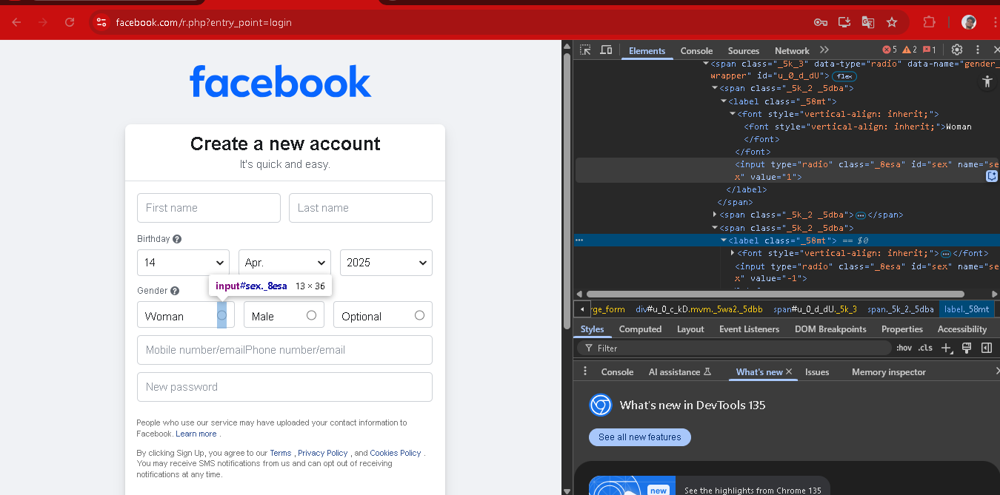 facebook.com/r.php?entry_point=login
facebook
Create a new account
It's quick and easy.
First name
Last name
Birthday
14
Apr.
2025
Gender
input#sex._8esa 13 × 36
Woman
Male
Optional
Mobile number/emailPhone number/email
New password
People who use our service may have uploaded your contact information to
Facebook. Learn more .
By clicking Sign Up, you agree to our Terms , Privacy Policy , and Cookies Policy .
You may receive SMS notifications from us and can opt out of receiving
notifications at any time.
Elements Console Sources Network 5 2 1
<span class="_5k_3" data-type="radio" data-name="gender_
wrapper" id="u_0_d_dU"> flex
<span class="_5k_2 _5dba">
<label class="_58mt">
<font style="vertical-align: inherit;">
<font style="vertical-align: inherit;">Woman
</font>
</font>
<input type="radio" class="_8esa" id="sex" name="se
x" value="1">
</label>
</span>
<span class="_5k_2 _5dba"> … </span>
<span class="_5k_2 _5dba">
… <label class="_58mt"> == $0
<font style="vertical-align: inherit;"> … </font>
<input type="radio" class="_8esa" id="sex" name="se
x" value="-1">
rge_form div#u_0_c_kD.mvm._5wa2._5dbb span#u_0_d_dU._5k_3 span._5k_2._5dba label._58mt
Styles Computed Layout Event Listeners DOM Breakpoints Properties Accessibility
Filter :hov .cls
Console AI assistance What's new Issues Memory inspector
What's new in DevTools 135
See all new features
new
See the highlights from Chrome 135